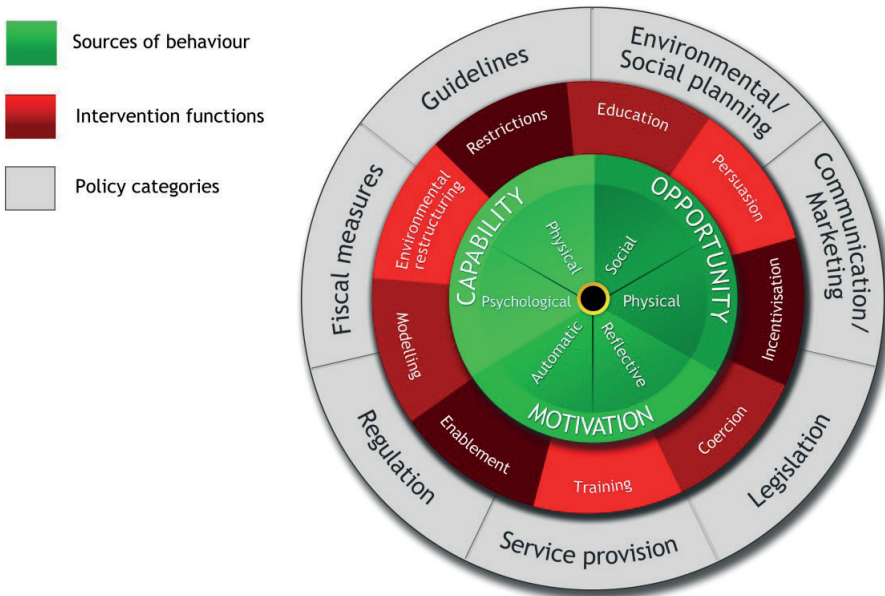 Sources of behaviour
Intervention functions
Policy categories
Guidelines
Environmental/
Social planning
Communication/
Marketing
Legislation
Service provision
Regulation
Fiscal measures
Restrictions
Education
Persuasion
Incentivisation
Coercion
Training
Enablement
Modelling
Environmental
restructuring
CAPABILITY
OPPORTUNITY
MOTIVATION
Physical
Social
Psychological
Physical
Automatic
Reflective